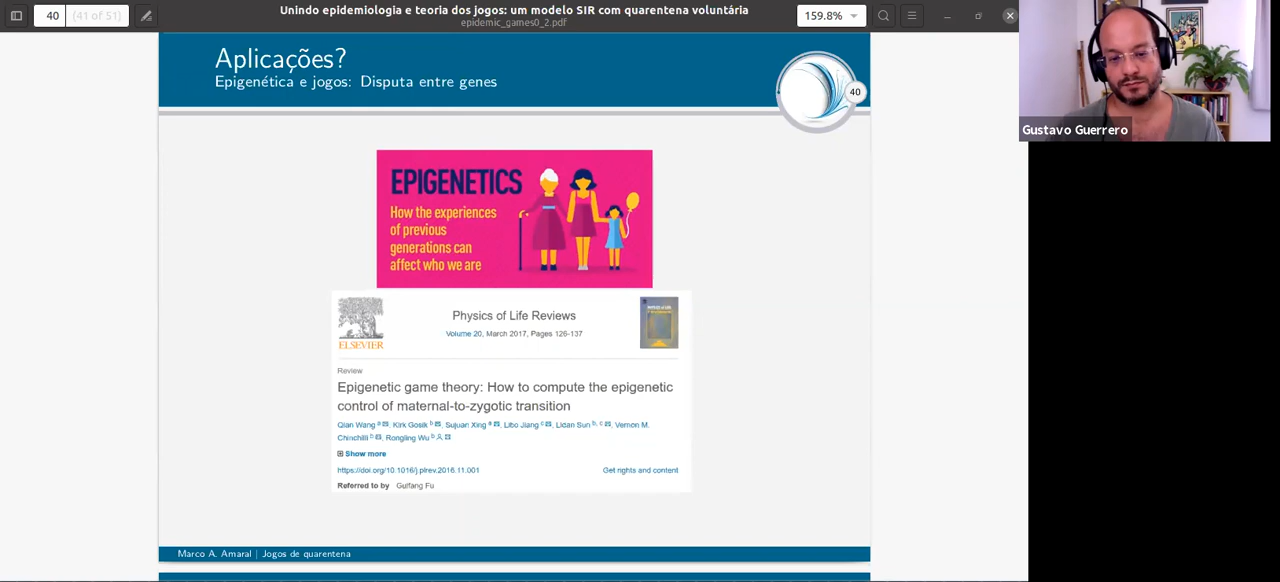 40
(41 of 51)
Unindo epidemiologia e teoria dos jogos: um modelo SIR com quarentena voluntária
epidemic_games0_2.pdf
159.8%
Aplicações?
Epigenética e jogos: Disputa entre genes
40
Gustavo Guerrero
EPIGENETICS
How the experiences
of previous
generations can
affect who we are
ELSEVIER
Physics of Life Reviews
Volume 20, March 2017, Pages 126-137
Review
Epigenetic game theory: How to compute the epigenetic
control of maternal-to-zygotic transition
Qian Wang a, Kirk Gosik b, Sujuan Xing a, Libo Jiang c, Lidan Sun b, c, Vernon M.
Chinchilli b, Rongling Wu b
Show more
https://doi.org/10.1016/j.plrev.2016.11.001
Get rights and content
Referred to by Guifang Fu
Marco A. Amaral | Jogos de quarentena